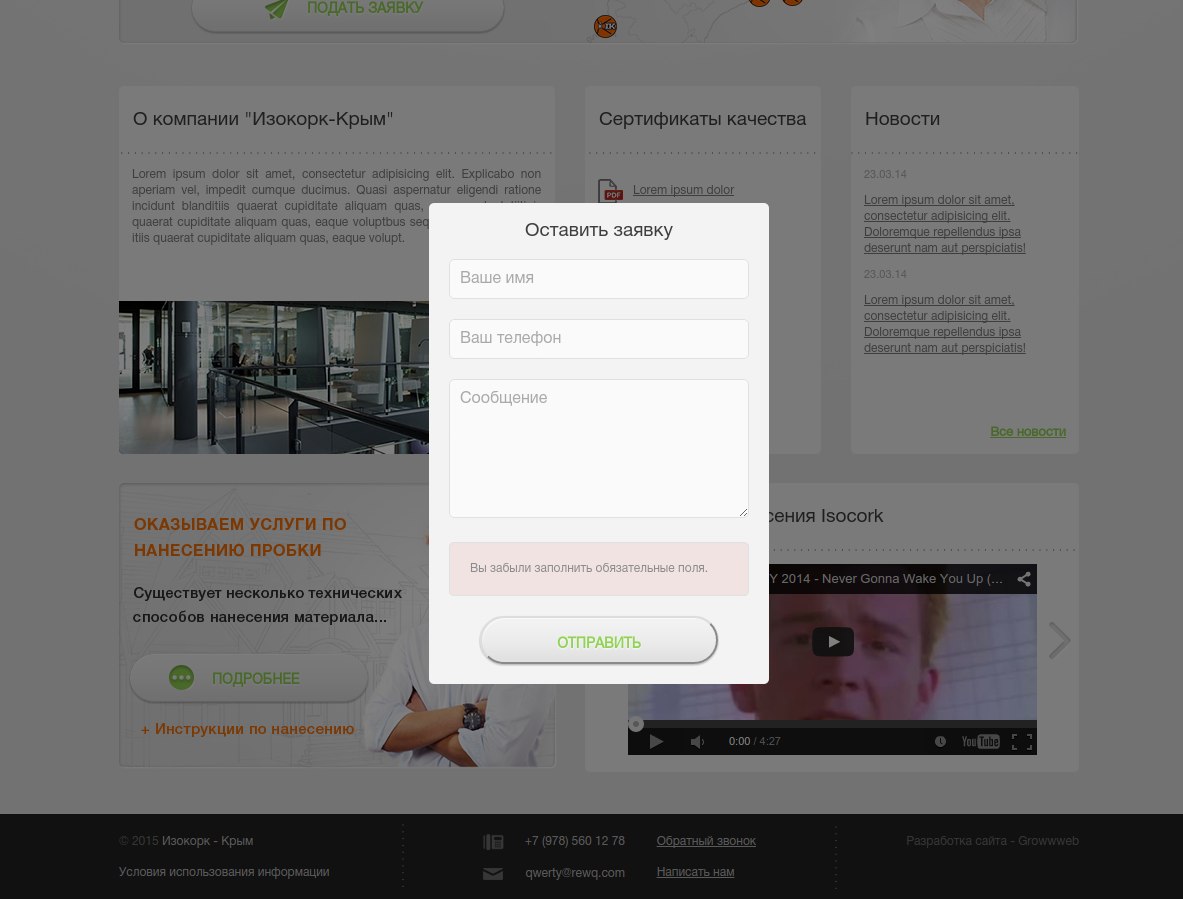 ПОДАТЬ ЗАЯВКУ
О компании "Изокорк-Крым"
Lorem ipsum dolor sit amet, consectetur adipisicing elit. Explicabo non
aperiam vel, impedit cumque ducimus. Quasi aspernatur eligendi ratione
incidunt blanditiis quaerat cupiditate aliquam quas,
quaerat cupiditate aliquam quas, eaque voluptbus
itiis quaerat cupiditate aliquam quas, eaque volupt.
Сертификаты качества
PDF
Lorem ipsum dolor
Новости
23.03.14
Lorem ipsum dolor sit amet,
consectetur adipisicing elit.
Doloremque repellendus ipsa
deserunt nam aut perspiciatis!
23.03.14
Lorem ipsum dolor sit amet,
consectetur adipisicing elit.
Doloremque repellendus ipsa
deserunt nam aut perspiciatis!
Все новости
Оставить заявку
Ваше имя
Ваш телефон
Сообщение
Вы забыли заполнить обязательные поля.
ОТПРАВИТЬ
ОКАЗЫВАЕМ УСЛУГИ ПО
НАНЕСЕНИЮ ПРОБКИ
Существует несколько технических
способов нанесения материала...
ПОДРОБНЕЕ
+ Инструкции по нанесению
Isocork
2014 - Never Gonna Wake You Up (...
0:00 / 4:27
YouTube
© 2015 Изокорк - Крым
Условия использования информации
+7 (978) 560 12 78
Обратный звонок
qwerty@rewq.com
Написать нам
Разработка сайта - Growwweb